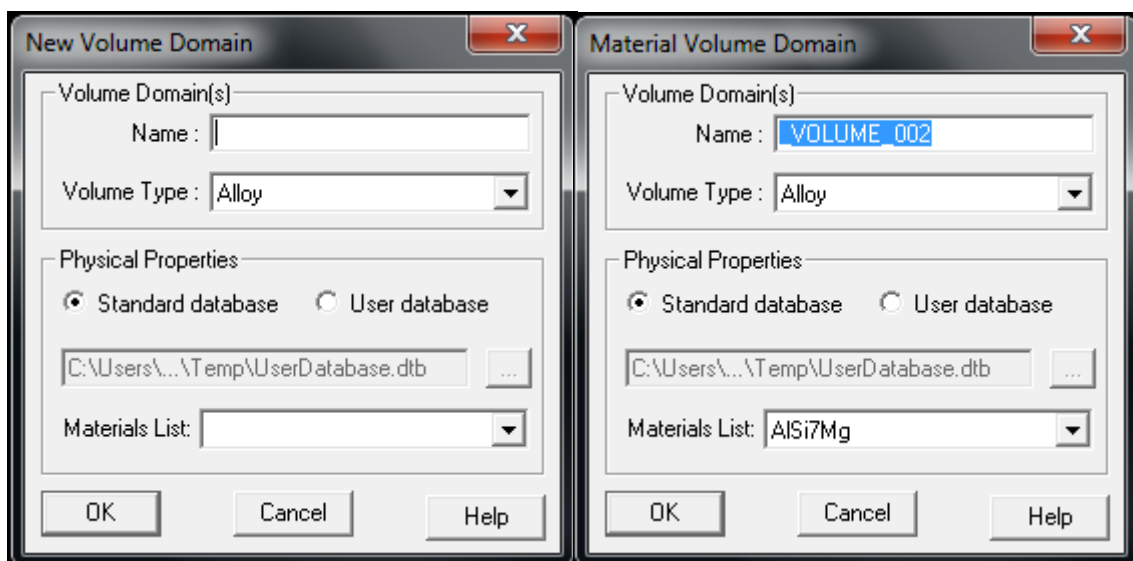 New Volume Domain
Volume Domain(s)
Name :
Volume Type : Alloy
Physical Properties
Standard database User database
C:\Users\...\Temp\UserDatabase.dtb ...
Materials List:
OK Cancel Help
Material Volume Domain
Volume Domain(s)
Name : _VOLUME_002
Volume Type : Alloy
Physical Properties
Standard database User database
C:\Users\...\Temp\UserDatabase.dtb ...
Materials List: AlSi7Mg
OK Cancel Help